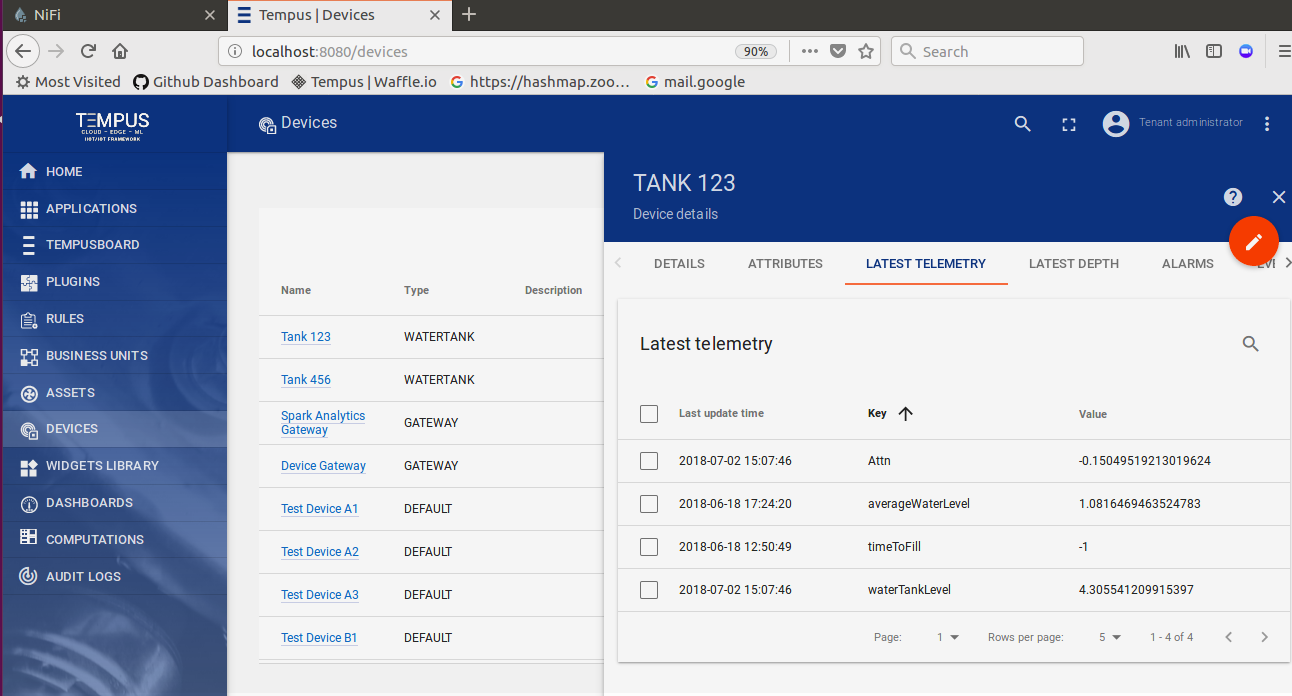 NiFi
Tempus | Devices
localhost:8080/devices
90%
Search
Most Visited
Github Dashboard
Tempus | Waffle.io
https://hashmap.zoo...
mail.google
TEMPUS
CLOUD – EDGE – ML
IIOT/IOT FRAMEWORK
Devices
Tenant administrator
HOME
APPLICATIONS
TEMPUSBOARD
PLUGINS
RULES
BUSINESS UNITS
ASSETS
DEVICES
WIDGETS LIBRARY
DASHBOARDS
COMPUTATIONS
AUDIT LOGS
Name Type Description
Tank 123 WATERTANK
Tank 456 WATERTANK
Spark Analytics
Gateway GATEWAY
Device Gateway GATEWAY
Test Device A1 DEFAULT
Test Device A2 DEFAULT
Test Device A3 DEFAULT
Test Device B1 DEFAULT
TANK 123
Device details
DETAILS ATTRIBUTES LATEST TELEMETRY LATEST DEPTH ALARMS EVI
Latest telemetry
Last update time Key Value
2018-07-02 15:07:46 Attn -0.15049519213019624
2018-06-18 17:24:20 averageWaterLevel 1.0816469463524783
2018-06-18 12:50:49 timeToFill -1
2018-07-02 15:07:46 waterTankLevel 4.305541209915397
Page: 1 Rows per page: 5 1 - 4 of 4